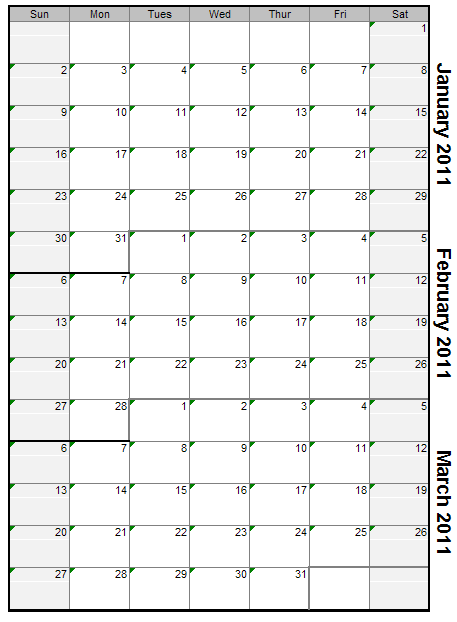 Sun Mon Tues Wed Thur Fri Sat
1
2 3 4 5 6 7 8
9 10 11 12 13 14 15
16 17 18 19 20 21 22
23 24 25 26 27 28 29
30 31 1 2 3 4 5
6 7 8 9 10 11 12
13 14 15 16 17 18 19
20 21 22 23 24 25 26
27 28 1 2 3 4 5
6 7 8 9 10 11 12
13 14 15 16 17 18 19
20 21 22 23 24 25 26
27 28 29 30 31
January 2011
February 2011
March 2011